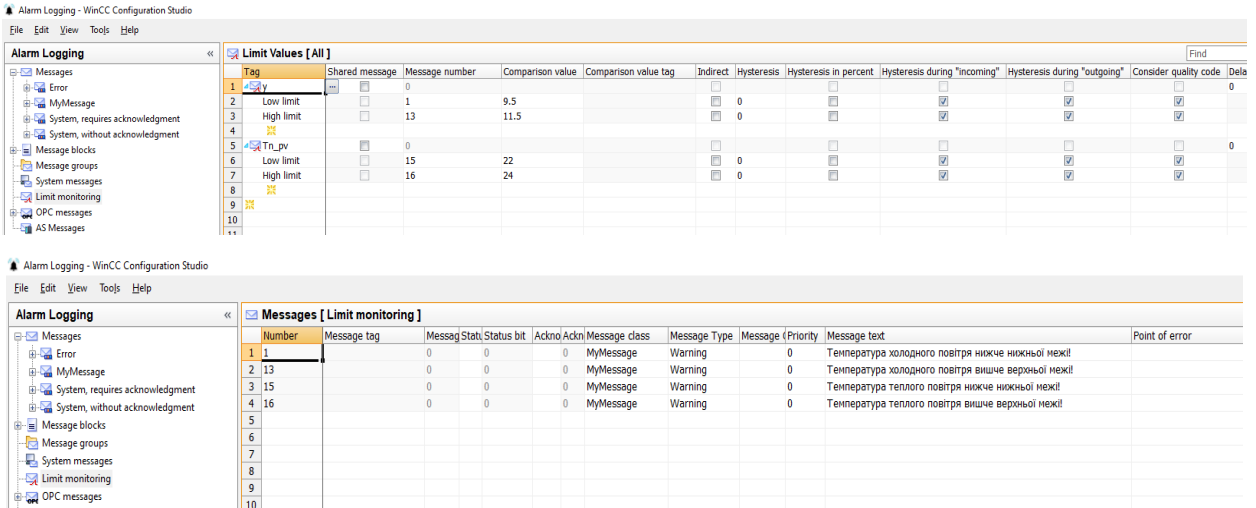 Alarm Logging - WinCC Configuration Studio
File Edit View Tools Help
Alarm Logging «
Limit Values [ All ]
Find
Messages
Error
MyMessage
System, requires acknowledgment
System, without acknowledgment
Message blocks
Message groups
System messages
Limit monitoring
OPC messages
AS Messages
Tag Shared message Message number Comparison value Comparison value tag Indirect Hysteresis Hysteresis in percent Hysteresis during "incoming" Hysteresis during "outgoing" Consider quality code Dela
1 y ... 0 0
2 Low limit 1 9.5 0
3 High limit 13 11.5 0
4
5 Tn_pv 0 0
6 Low limit 15 22 0
7 High limit 16 24 0
8
9
10
11
Alarm Logging - WinCC Configuration Studio
File Edit View Tools Help
Alarm Logging «
Messages [ Limit monitoring ]
Messages
Error
MyMessage
System, requires acknowledgment
System, without acknowledgment
Message blocks
Message groups
System messages
Limit monitoring
OPC messages
Number Message tag Messag Statu Status bit Ackno Ackn Message class Message Type Message Priority Message text Point of error
1 1 0 0 0 MyMessage Warning 0 Температура холодного повітря нижче нижньої межі!
2 13 0 0 0 MyMessage Warning 0 Температура холодного повітря вишче верхньої межі!
3 15 0 0 0 MyMessage Warning 0 Температура теплого повітря нижче нижньої межі!
4 16 0 0 0 MyMessage Warning 0 Температура теплого повітря вишче верхньої межі!
5
6
7
8
9
10